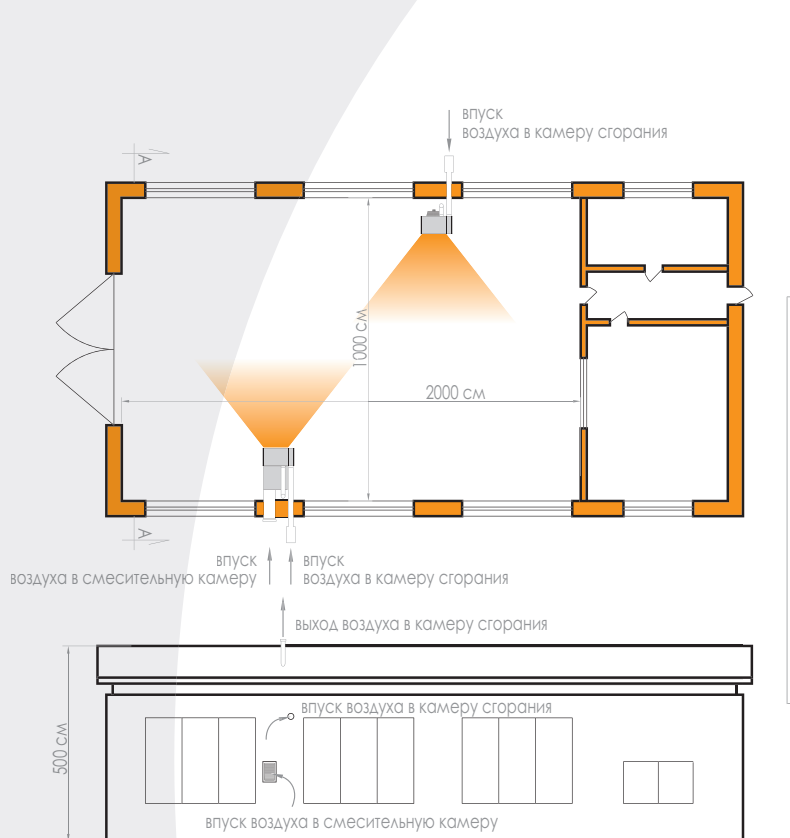 впуск
воздуха в камеру сгорания
A
1000 см
2000 см
A
впуск
воздуха в смесительную камеру
впуск
воздуха в камеру сгорания
выход воздуха в камеру сгорания
впуск воздуха в камеру сгорания
500 см
впуск воздуха в смесительную камеру